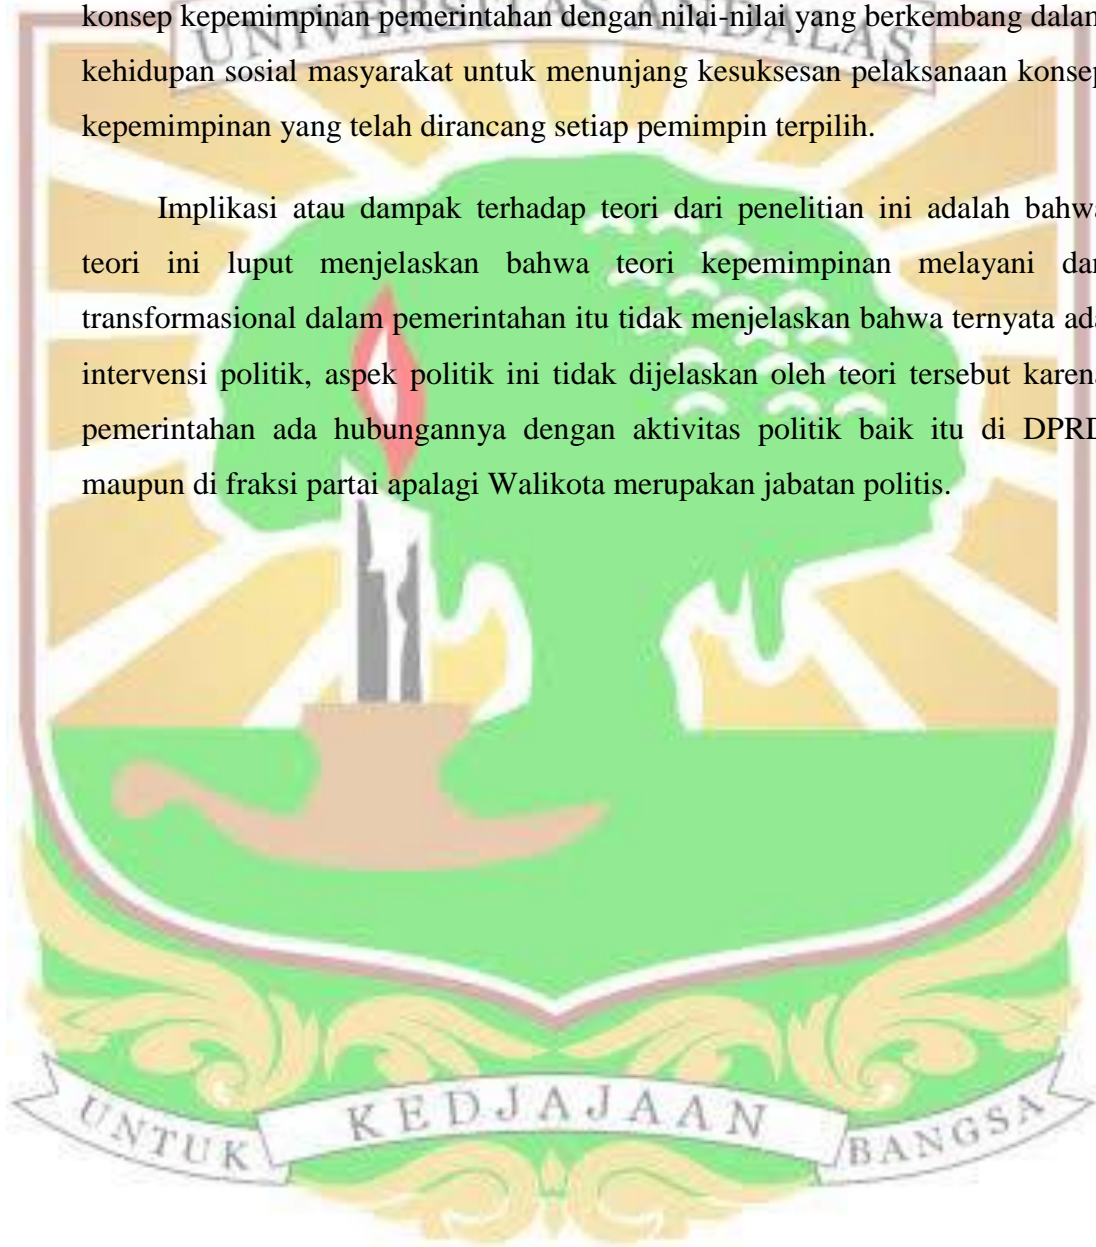 konsep kepemimpinan pemerintahan dengan nilai-nilai yang berkembang dalam
UNIVERSITAS ANDALAS
kehidupan sosial masyarakat untuk menunjang kesuksesan pelaksanaan konsep
kepemimpinan yang telah dirancang setiap pemimpin terpilih.
Implikasi atau dampak terhadap teori dari penelitian ini adalah bahwa
teori ini luput menjelaskan bahwa teori kepemimpinan melayani dan
transformasional dalam pemerintahan itu tidak menjelaskan bahwa ternyata ada
intervensi politik, aspek politik ini tidak dijelaskan oleh teori tersebut karena
pemerintahan ada hubungannya dengan aktivitas politik baik itu di DPRD
maupun di fraksi partai apalagi Walikota merupakan jabatan politis.
UNTUK KEDJAJAAN BANGSA